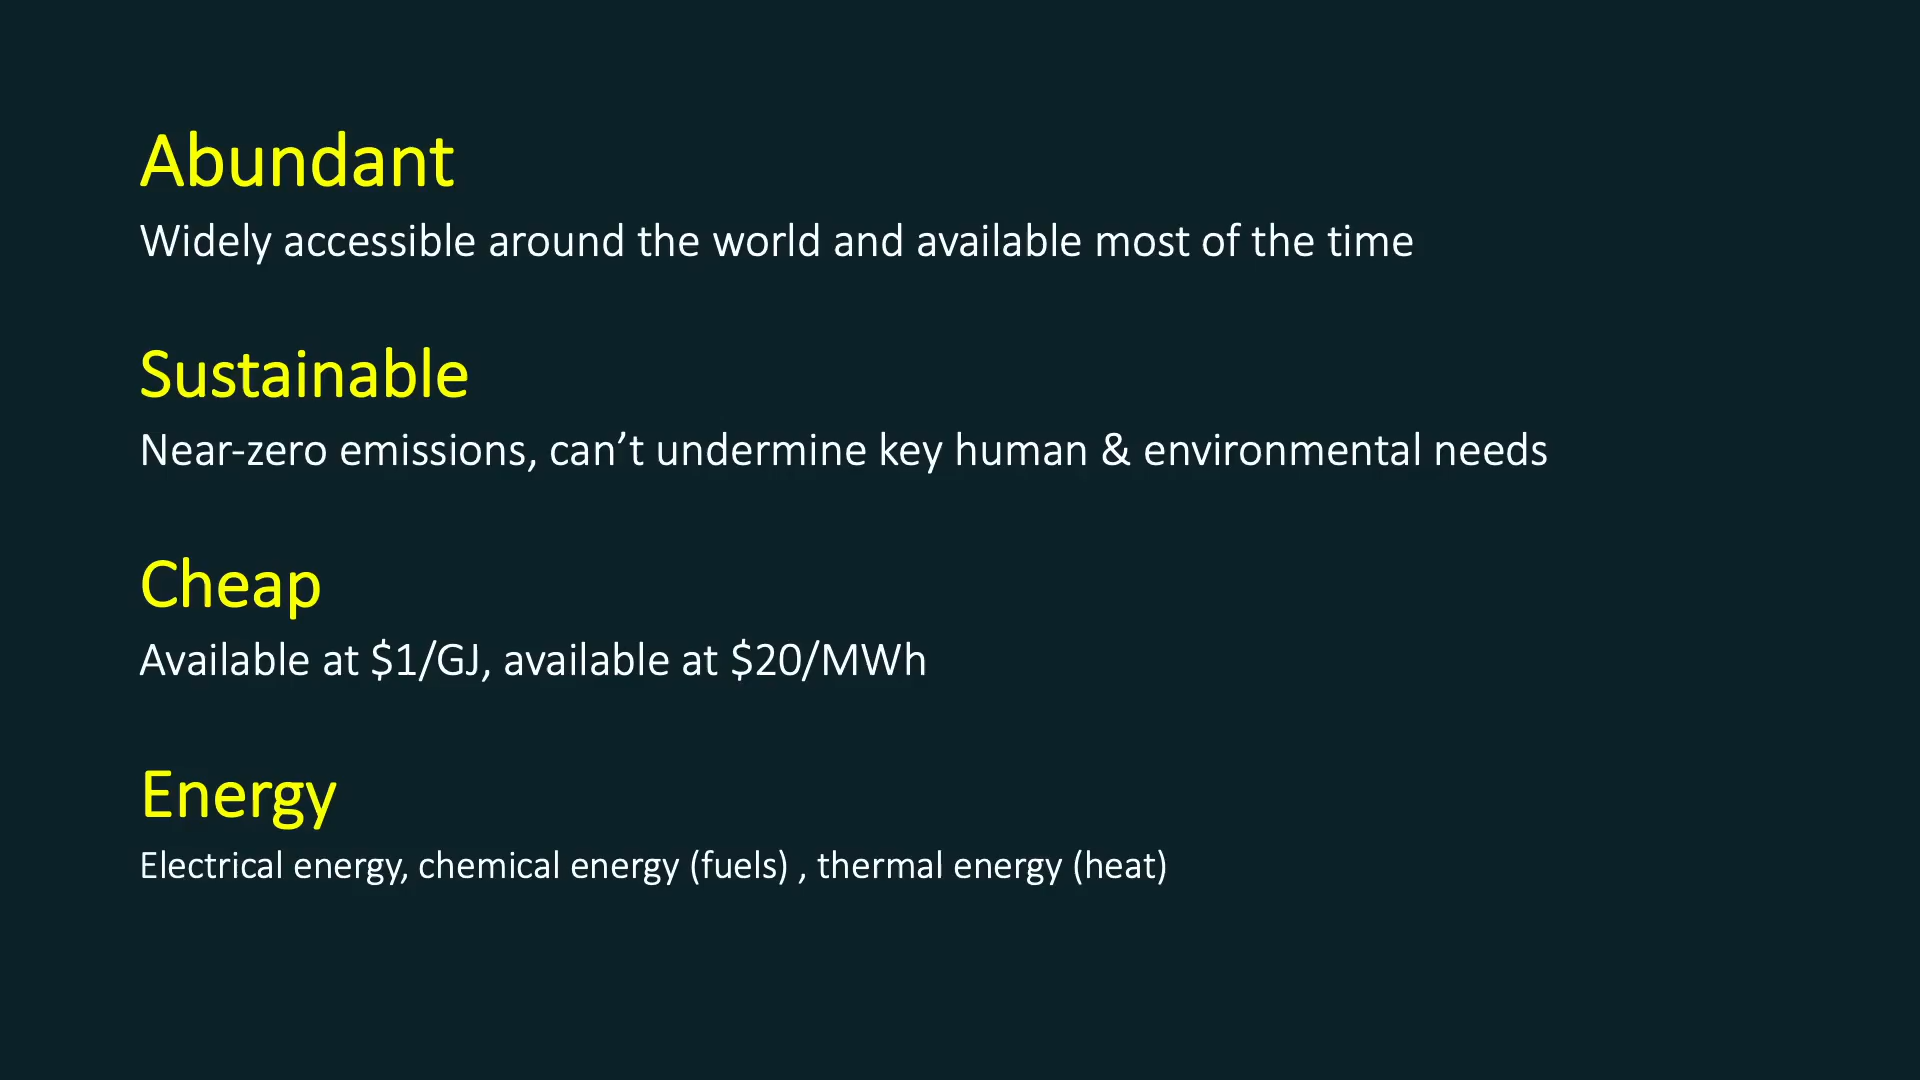 Abundant
Widely accessible around the world and available most of the time
Sustainable
Near-zero emissions, can’t undermine key human & environmental needs
Cheap
Available at $1/GJ, available at $20/MWh
Energy
Electrical energy, chemical energy (fuels) , thermal energy (heat)